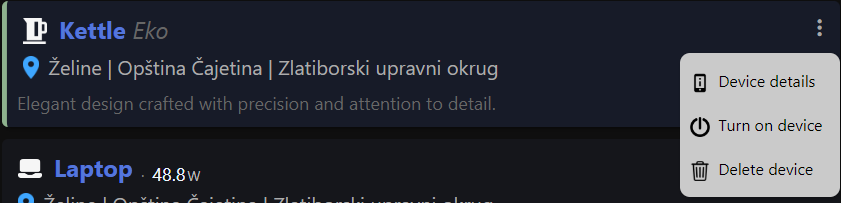 Kettle Eko
Želine | Opština Čajetina | Zlatiborski upravni okrug
Elegant design crafted with precision and attention to detail.
Device details
Turn on device
Delete device
Laptop · 48.8 W
Želine | Opština Čajetina | Zlatiborski upravni okrug